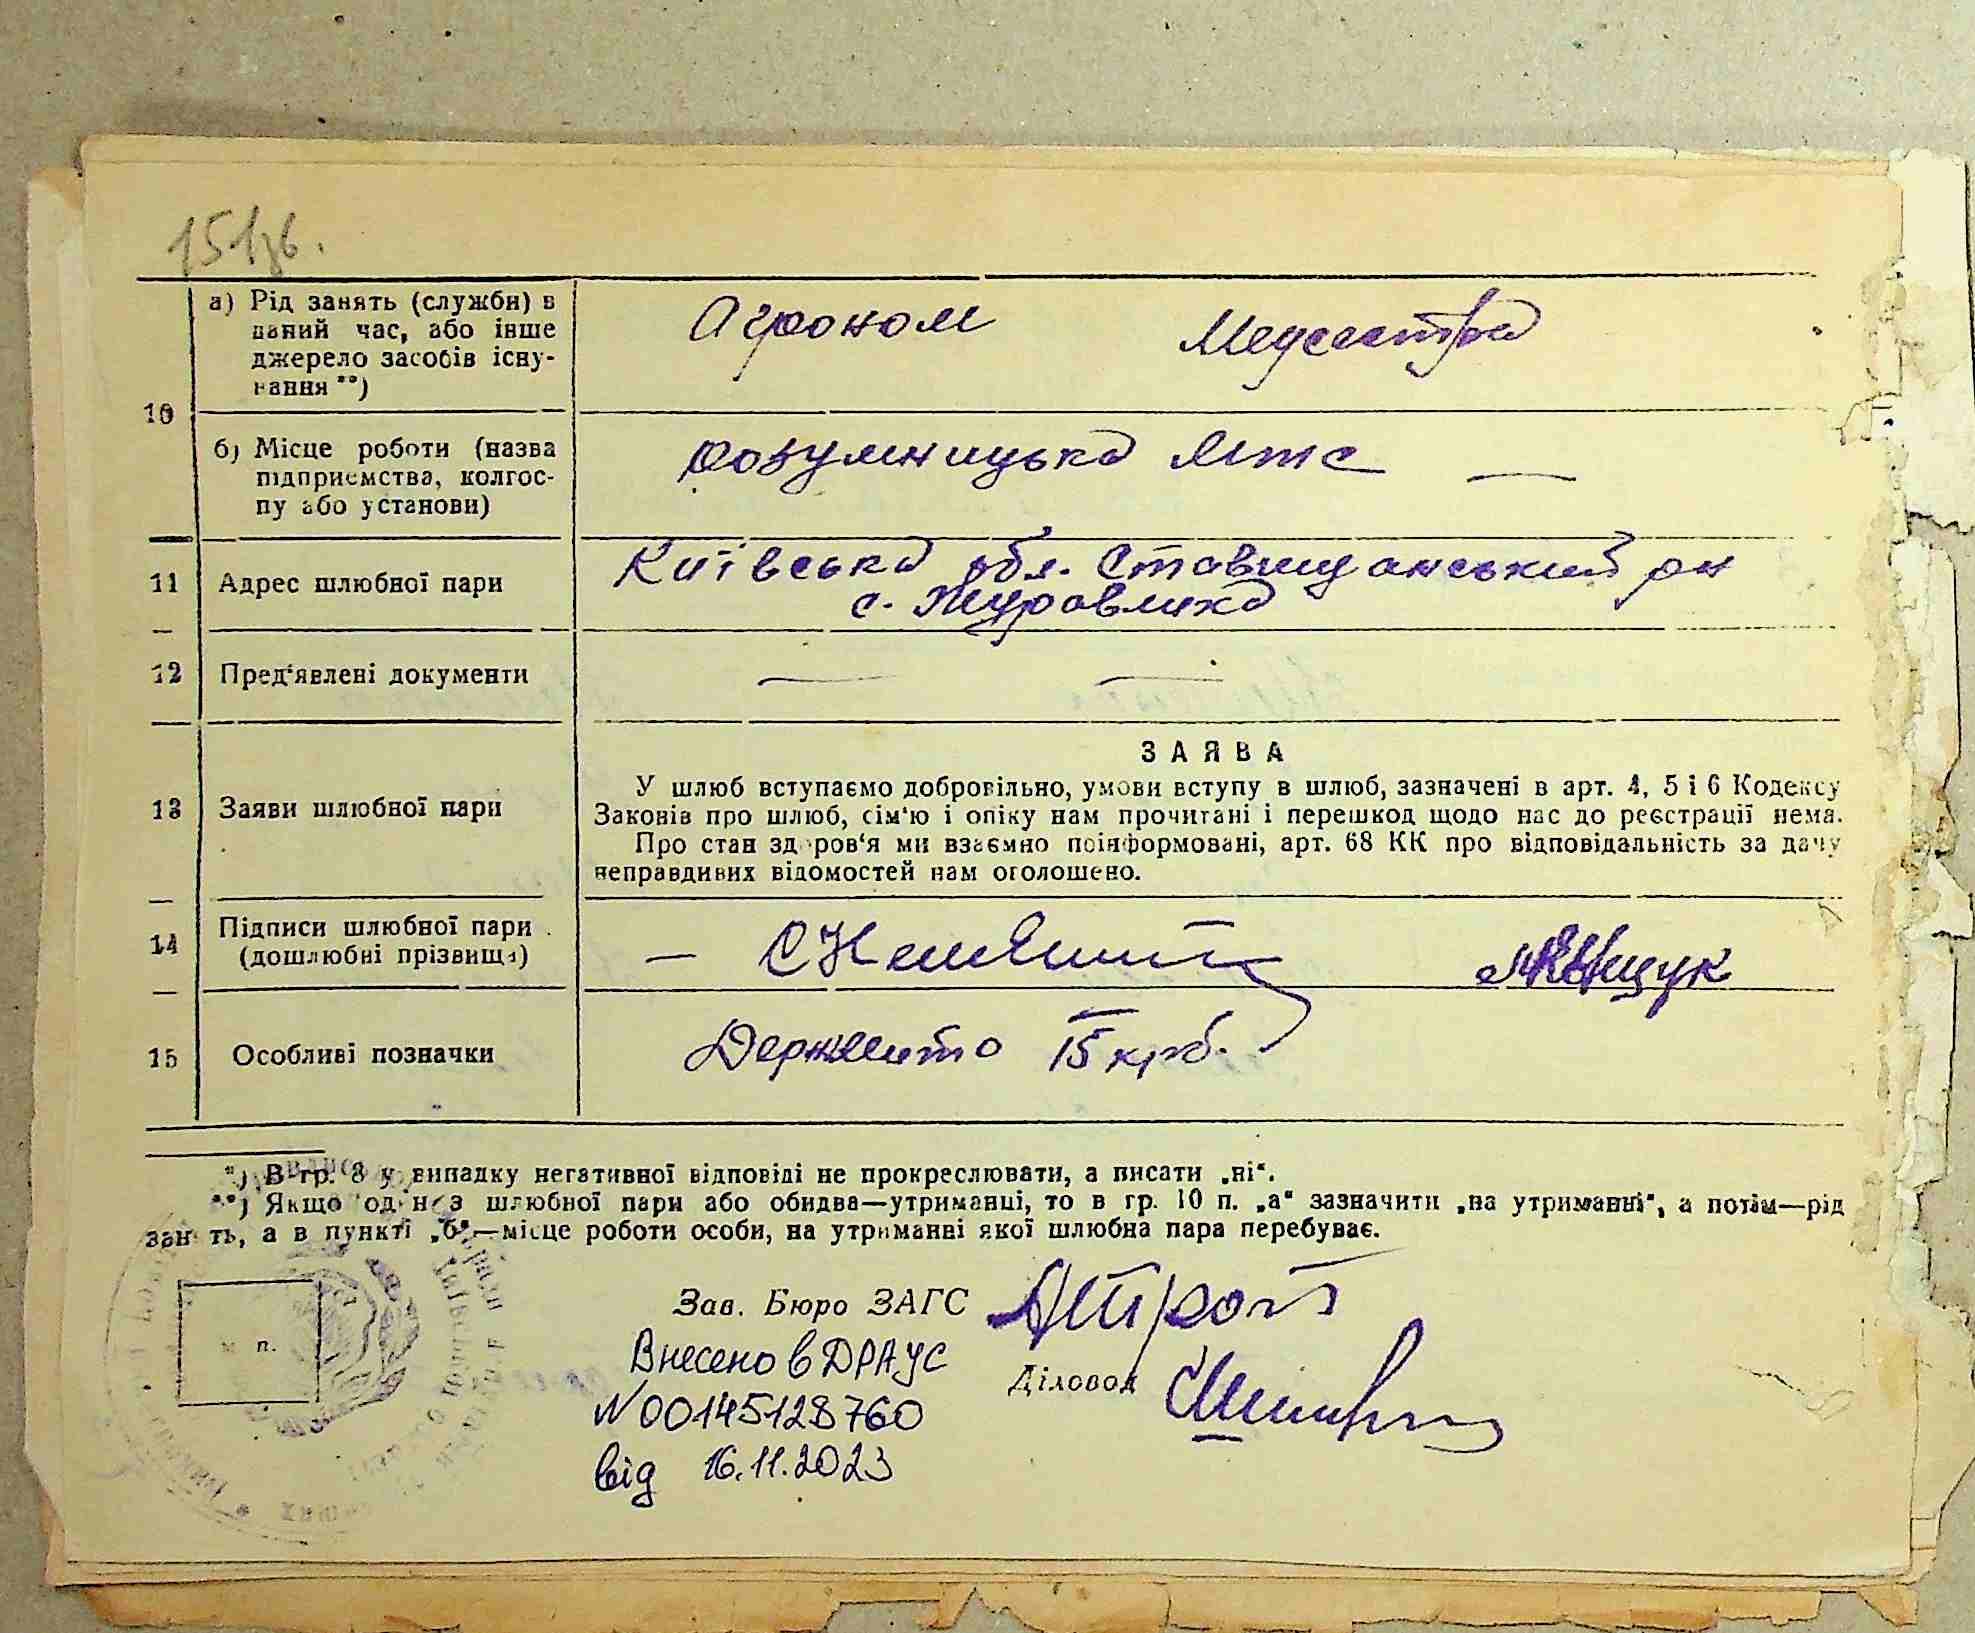 151зв.
а) Рід занять (служби) в
даний час, або інше
джерело засобів існу-
вання **)
Агроном Медсестра
10
б) Місце роботи (назва
підприємства, колгос-
пу або установи)
Розумницька МТС —
11 Адрес шлюбної пари
Київська обл. Ставищанський рн
с. Журавлиха
12 Пред'явлені документи — —
13 Заяви шлюбної пари
ЗАЯВА
У шлюб вступаємо добровільно, умови вступу в шлюб, зазначені в арт. 4, 5 і 6 Кодексу
Законів про шлюб, сім'ю і опіку нам прочитані і перешкод щодо нас до реєстрації нема.
Про стан здоров'я ми взаємно поінформовані, арт. 68 КК про відповідальність за дачу
неправдивих відомостей нам оголошено.
14 Підписи шлюбної пари
(дошлюбні прізвища)
—
15 Особливі позначки
Держмито 15 крб.
*) В гр. 8 у випадку негативної відповіді не прокреслювати, а писати „ні“.
**) Якщо один з шлюбної пари або обидва—утриманці, то в гр. 10 п. „а“ зазначити „на утриманні“, а потім—рід
занять, а в пункті „б“—місце роботи особи, на утриманні якої шлюбна пара перебуває.
м. п.
Зав. Бюро ЗАГС
Внесено в ДРАЦС
Діловод
N00145128760
від 16.11.2023